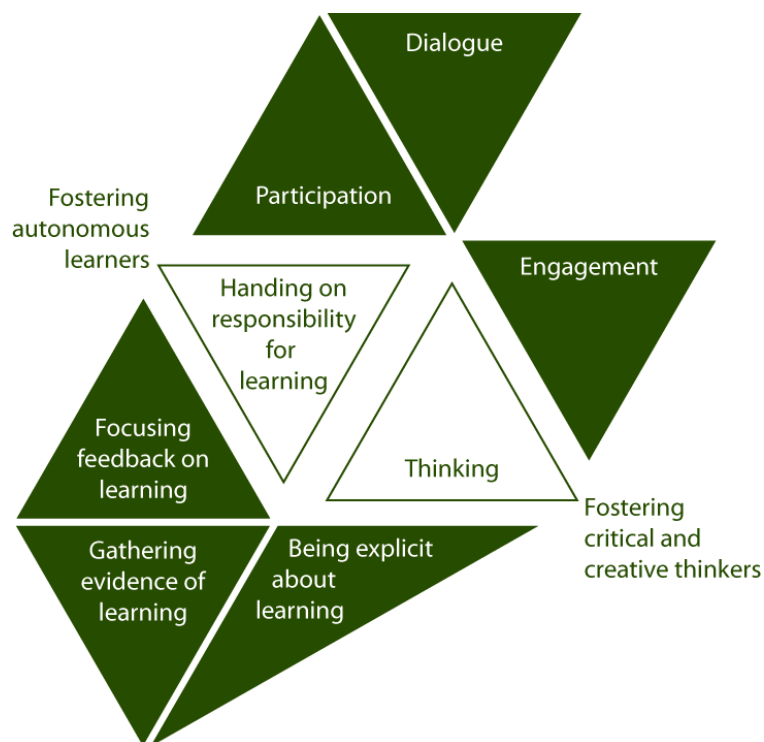 Dialogue
Participation
Fostering
autonomous
learners
Engagement
Handing on
responsibility
for
learning
Focusing
feedback on
learning
Thinking
Fostering
critical and
creative thinkers
Gathering
evidence of
learning
Being explicit
about
learning